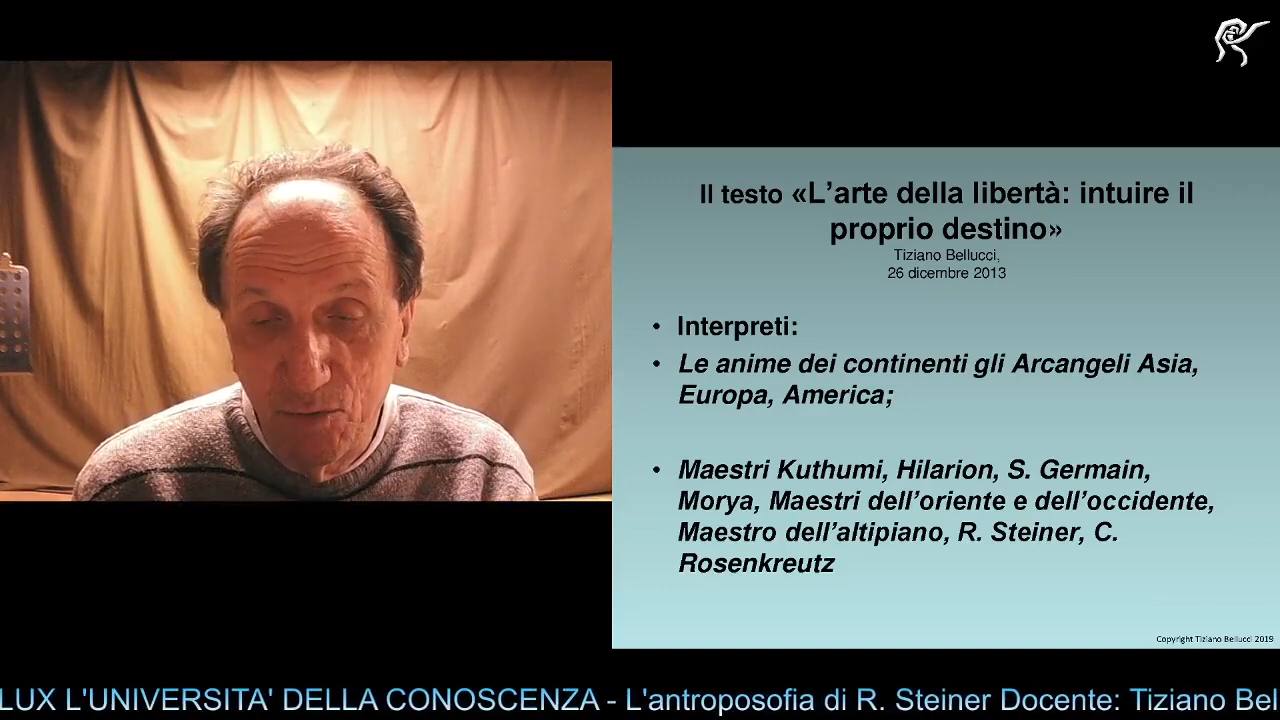 Il testo «L’arte della libertà: intuire il
proprio destino»
Tiziano Bellucci,
26 dicembre 2013
• Interpreti:
• Le anime dei continenti gli Arcangeli Asia,
Europa, America;
• Maestri Kuthumi, Hilarion, S. Germain,
Morya, Maestri dell’oriente e dell’occidente,
Maestro dell’altipiano, R. Steiner, C.
Rosenkreutz
Copyright Tiziano Bellucci 2019
LUX L'UNIVERSITA' DELLA CONOSCENZA - L'antroposofia di R. Steiner Docente: Tiziano Bel